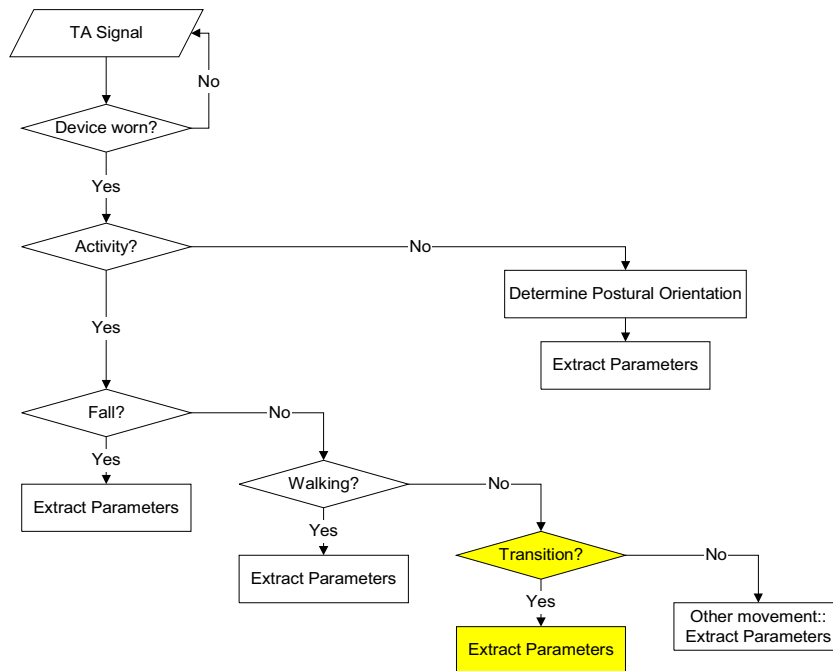 TA Signal
No
Device worn?
Yes
Activity?
No
Determine Postural Orientation
Yes
Extract Parameters
Fall?
No
Yes
Walking?
No
Extract Parameters
Yes
Transition?
No
Extract Parameters
Yes
Other movement::
Extract Parameters
Extract Parameters